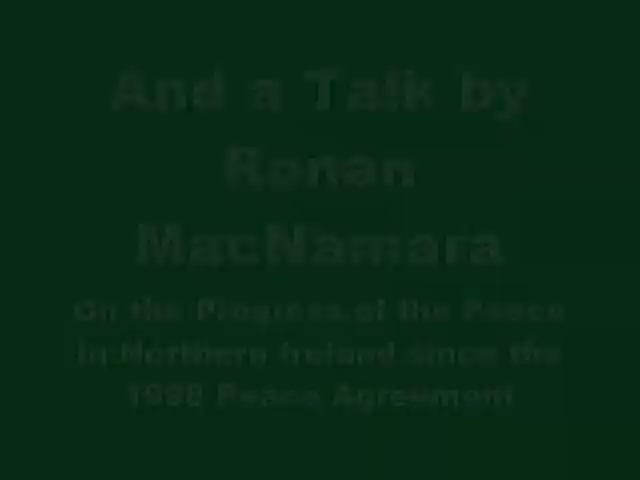 And a Talk by
Ronan
MacNamara
On the Progress of the Peace
in Northern Ireland since the
1998 Peace Agreement